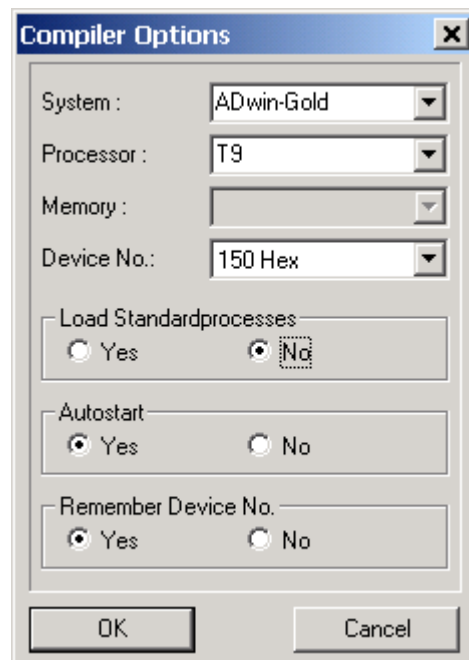 Compiler Options
System : ADwin-Gold
Processor : T9
Memory :
Device No.: 150 Hex
Load Standardprocesses
Yes No
Autostart
Yes No
Remember Device No.
Yes No
OK Cancel